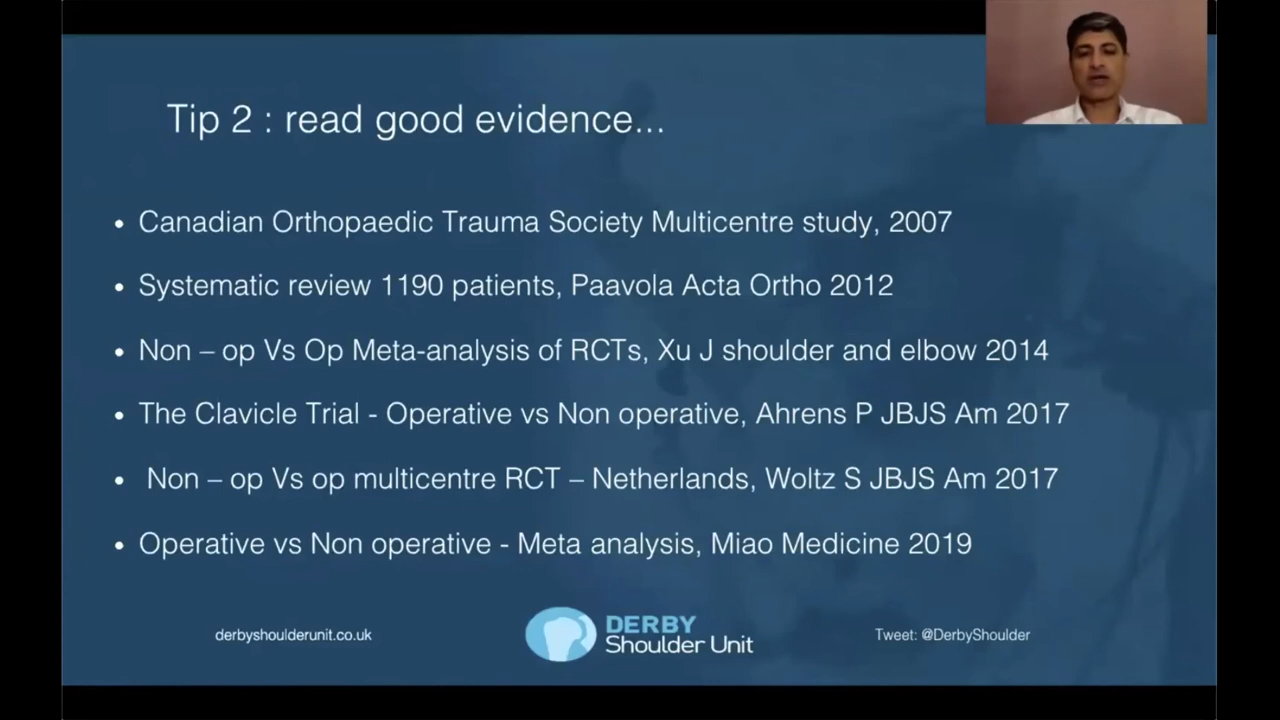 Tip 2 : read good evidence...
• Canadian Orthopaedic Trauma Society Multicentre study, 2007
• Systematic review 1190 patients, Paavola Acta Ortho 2012
• Non – op Vs Op Meta-analysis of RCTs, Xu J shoulder and elbow 2014
• The Clavicle Trial - Operative vs Non operative, Ahrens P JBJS Am 2017
• Non – op Vs op multicentre RCT – Netherlands, Woltz S JBJS Am 2017
• Operative vs Non operative - Meta analysis, Miao Medicine 2019
derbyshoulderunit.co.uk
DERBY
Shoulder Unit
Tweet: @DerbyShoulder